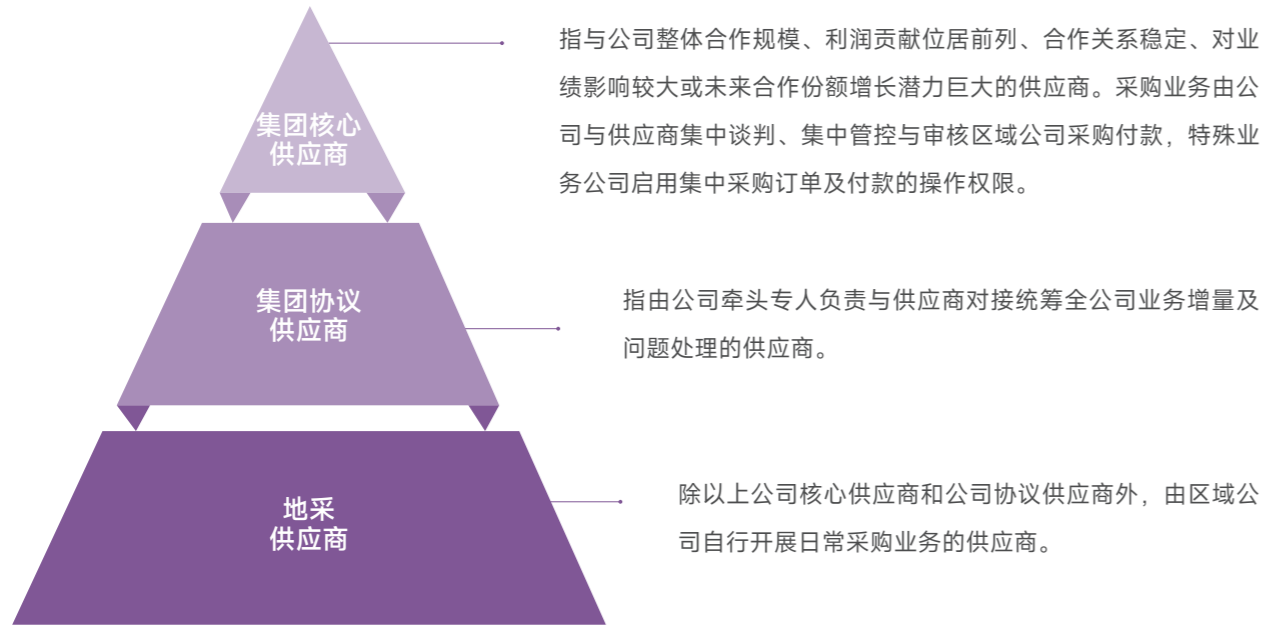 集团核心
供应商
指与公司整体合作规模、利润贡献位居前列、合作关系稳定、对业
绩影响较大或未来合作份额增长潜力巨大的供应商。采购业务由公
司与供应商集中谈判、集中管控与审核区域公司采购付款，特殊业
务公司启用集中采购订单及付款的操作权限。
集团协议
供应商
指由公司牵头专人负责与供应商对接统筹全公司业务增量及
问题处理的供应商。
地采
供应商
除以上公司核心供应商和公司协议供应商外，由区域公
司自行开展日常采购业务的供应商。